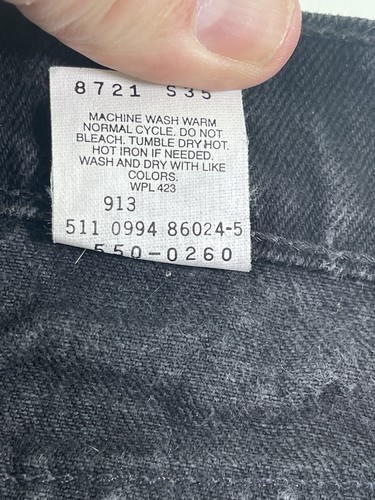 8721 S35
MACHINE WASH WARM
NORMAL CYCLE. DO NOT
BLEACH. TUMBLE DRY HOT.
HOT IRON IF NEEDED.
WASH AND DRY WITH LIKE
COLORS.
WPL 423
913
511 0994 86024-5
550-0260